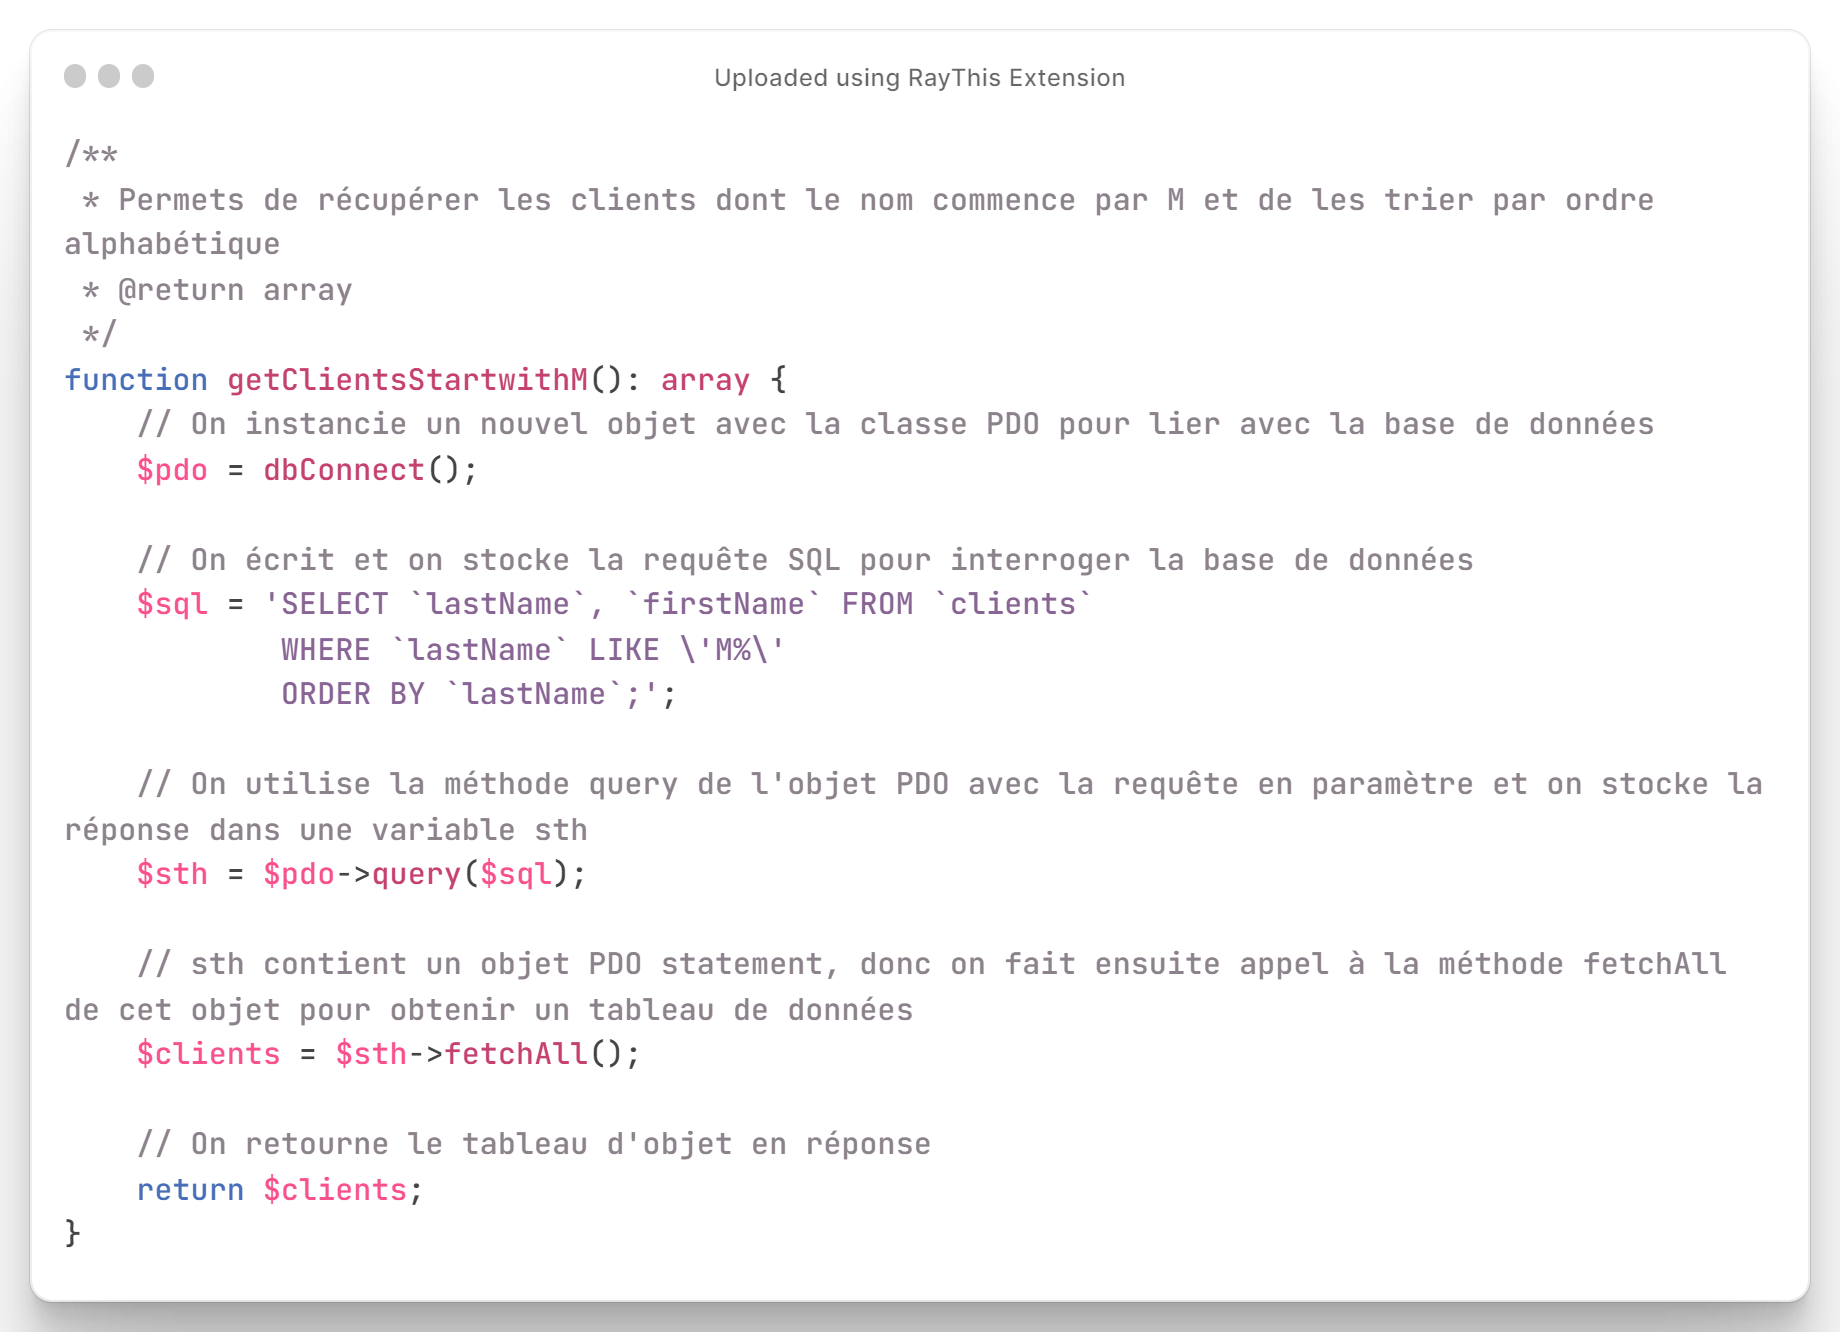 Uploaded using RayThis Extension
/**
 * Permets de récupérer les clients dont le nom commence par M et de les trier par ordre
alphabétique
 * @return array
 */
function getClientsStartwithM(): array {
    // On instancie un nouvel objet avec la classe PDO pour lier avec la base de données
    $pdo = dbConnect();

    // On écrit et on stocke la requête SQL pour interroger la base de données
    $sql = 'SELECT `lastName`, `firstName` FROM `clients`
            WHERE `lastName` LIKE \'M%\'
            ORDER BY `lastName`;';

    // On utilise la méthode query de l'objet PDO avec la requête en paramètre et on stocke la
réponse dans une variable sth
    $sth = $pdo->query($sql);

    // sth contient un objet PDO statement, donc on fait ensuite appel à la méthode fetchAll
de cet objet pour obtenir un tableau de données
    $clients = $sth->fetchAll();

    // On retourne le tableau d'objet en réponse
    return $clients;
}